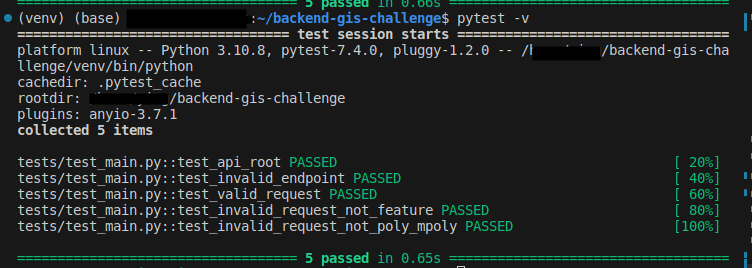 5 passed in 0.66s
(venv) (base) :~/backend-gis-challenge$ pytest -v
test session starts
platform linux -- Python 3.10.8, pytest-7.4.0, pluggy-1.2.0 -- / /backend-gis-cha
llenge/venv/bin/python
cachedir: .pytest_cache
rootdir: /backend-gis-challenge
plugins: anyio-3.7.1
collected 5 items
tests/test_main.py::test_api_root PASSED [ 20%]
tests/test_main.py::test_invalid_endpoint PASSED [ 40%]
tests/test_main.py::test_valid_request PASSED [ 60%]
tests/test_main.py::test_invalid_request_not_feature PASSED [ 80%]
tests/test_main.py::test_invalid_request_not_poly_mpoly PASSED [100%]
5 passed in 0.65s